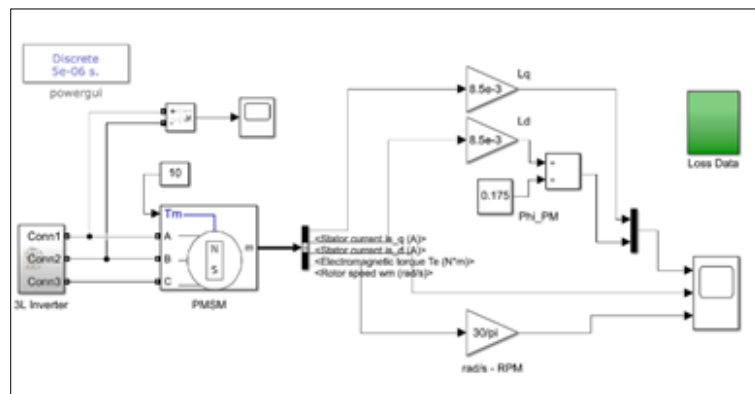 Discrete
5e-06 s.
powergui
8.5e-3
Lq
8.5e-3
Ld
Loss Data
10
0.175
Phi_PM
Tm
A
B
C
m
N
S
PMSM
Conn1
Conn2
Conn3
3L Inverter
<Stator current is_q (A)>
<Stator current is_d (A)>
<Electromagnetic torque Te (N*m)>
<Rotor speed wm (rad/s)>
30/pi
rad/s - RPM